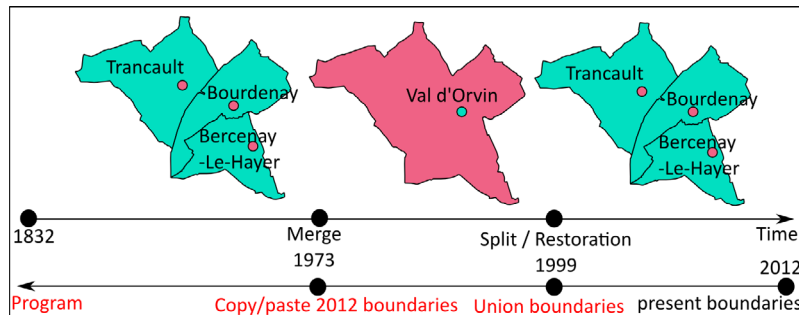 Trancault
Bourdenay
Bercenay
-Le-Hayer
Val d'Orvin
Trancault
Bourdenay
Bercenay
-Le-Hayer
1832
Merge
1973
Split / Restoration
1999
Time
2012
Program
Copy/paste 2012 boundaries
Union boundaries
present boundaries